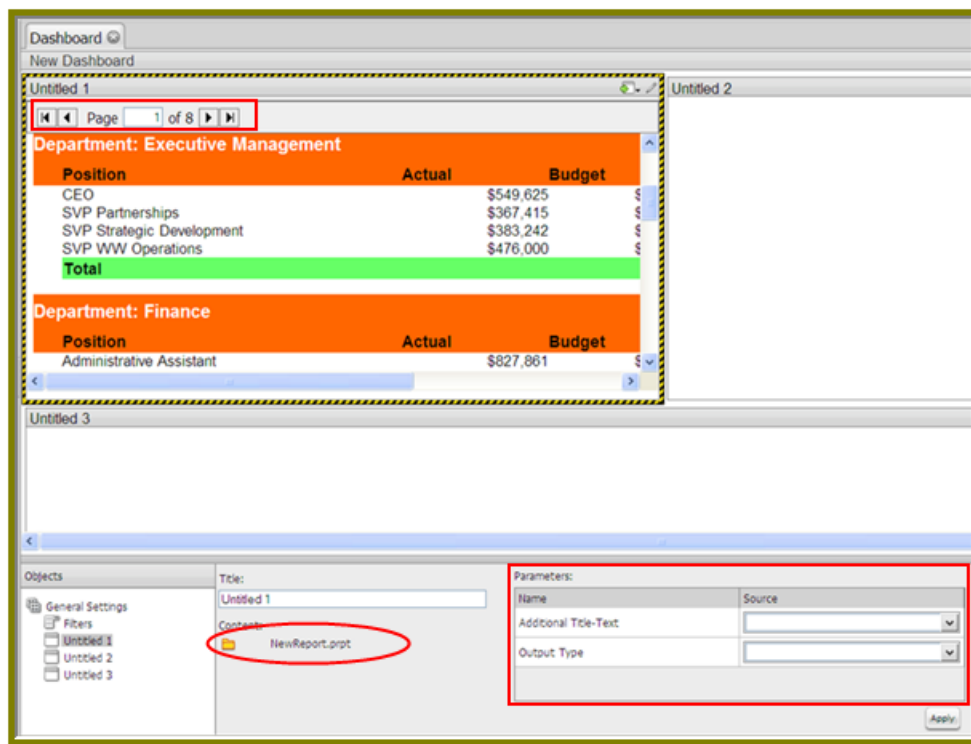 Dashboard
New Dashboard
Untitled 1
Untitled 2
Page 1 of 8
Department: Executive Management
Position Actual Budget
CEO $549,625 $
SVP Partnerships $367,415 $
SVP Strategic Development $383,242 $
SVP WW Operations $476,000 $
Total
Department: Finance
Position Actual Budget
Administrative Assistant $827,861 $
Untitled 3
Objects
General Settings
Filters
Untitled 1
Untitled 2
Untitled 3
Title:
Untitled 1
Content:
NewReport.prpt
Parameters:
Name Source
Additional Title-Text
Output Type
Apply